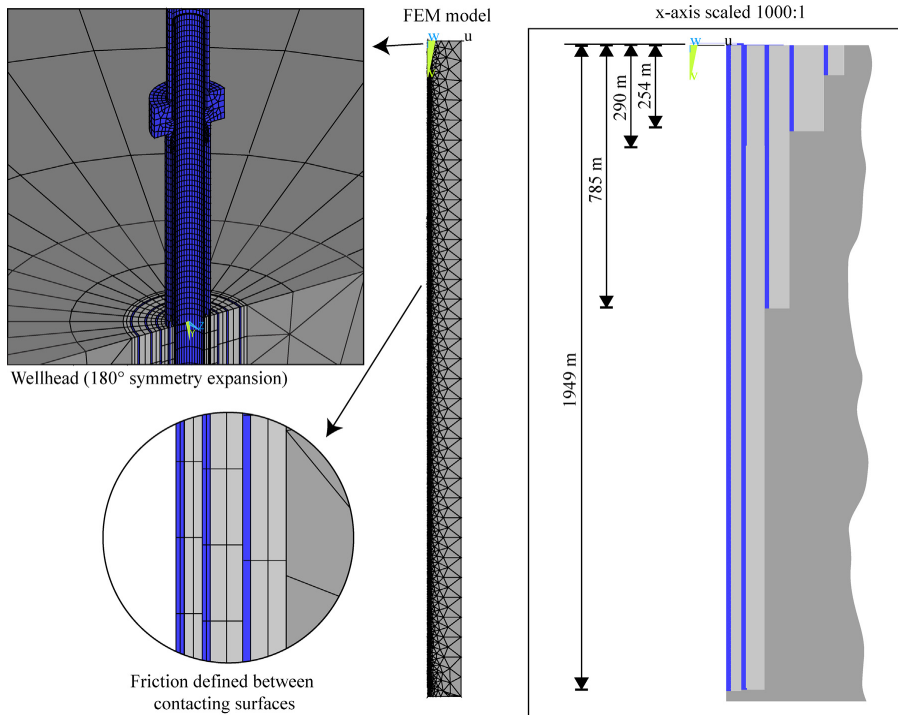 FEM model
x-axis scaled 1000:1
w
u
w
u
v
254 m
290 m
785 m
1949 m
Wellhead (180° symmetry expansion)
Friction defined between
contacting surfaces